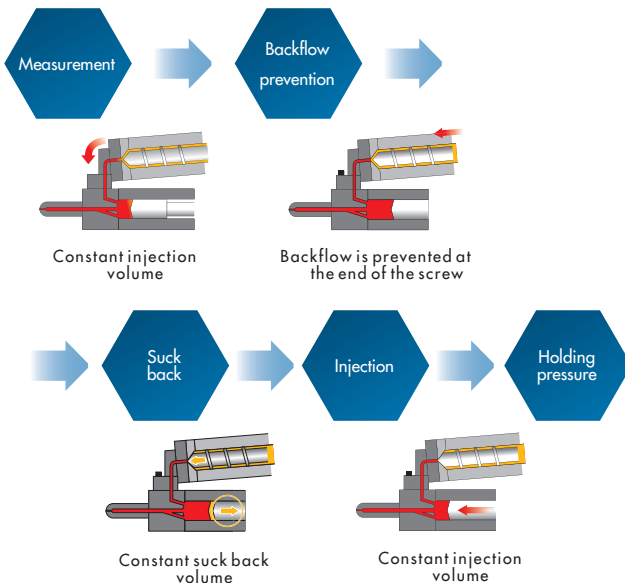 Measurement
Backflow
prevention
Constant injection
volume
Backflow is prevented at
the end of the screw
Suck
back
Injection
Holding
pressure
Constant suck back
volume
Constant injection
volume